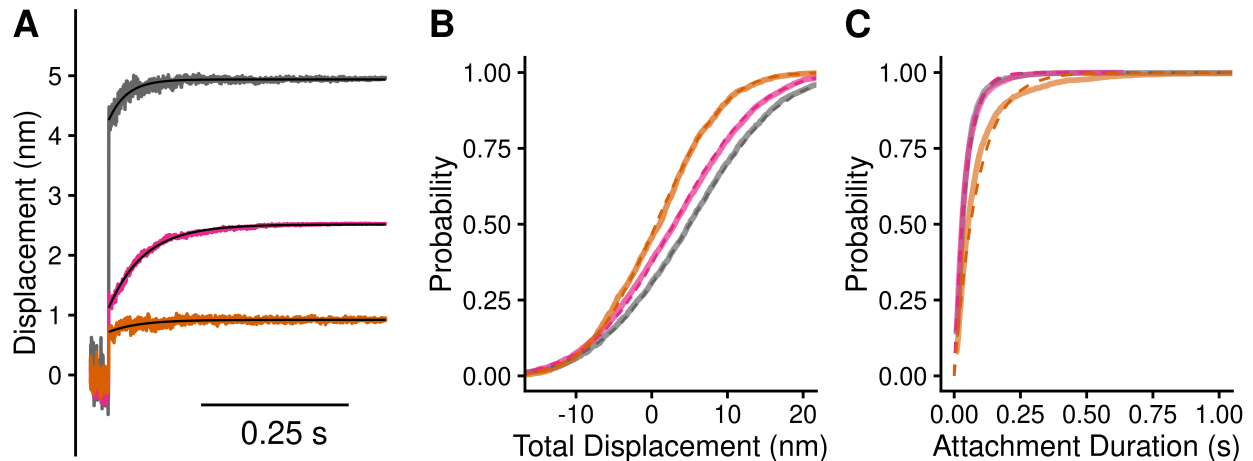 A
Displacement (nm)
5
4
3
2
1
0
0.25 s
B
Probability
1.00
0.75
0.50
0.25
0.00
-10 0 10 20
Total Displacement (nm)
C
Probability
1.00
0.75
0.50
0.25
0.00
0.00 0.25 0.50 0.75 1.00
Attachment Duration (s)